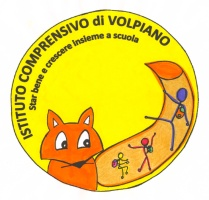 ISTITUTO COMPRENSIVO di VOLPIANO
Star bene e crescere insieme a scuola